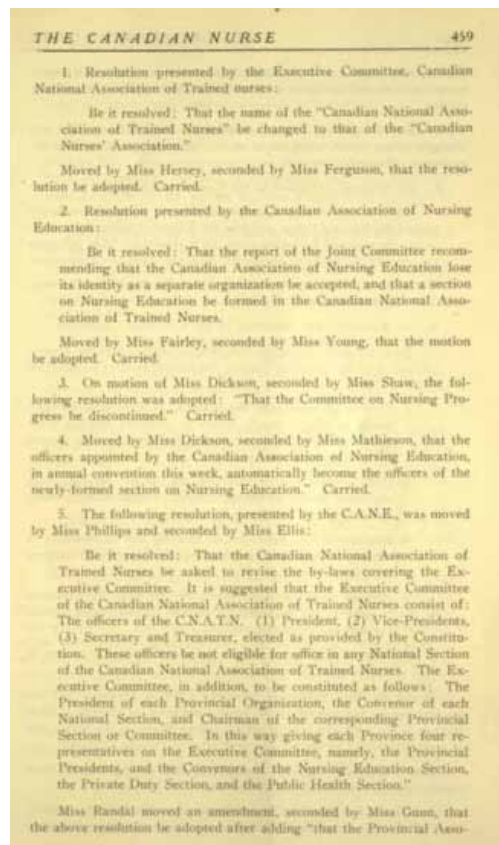 THE CANADIAN NURSE 459
1. Resolution presented by the Executive Committee, Canadian
National Association of Trained nurses:
Be it resolved: That the name of the "Canadian National Asso-
ciation of Trained Nurses" be changed to that of the "Canadian
Nurses' Association."
Moved by Miss Hersey, seconded by Miss Ferguson, that the reso-
lution be adopted. Carried.
2. Resolution presented by the Canadian Association of Nursing
Education:
Be it resolved: That the report of the Joint Committee recom-
mending that the Canadian Association of Nursing Education lose
its identity as a separate organization be accepted, and that a section
on Nursing Education be formed in the Canadian National Asso-
ciation of Trained Nurses.
Moved by Miss Fairley, seconded by Miss Young, that the motion
be adopted. Carried.
3. On motion of Miss Dickson, seconded by Miss Shaw, the fol-
lowing resolution was adopted: "That the Committee on Nursing Pro-
gress be discontinued." Carried.
4. Moved by Miss Dickson, seconded by Miss Mathieson, that the
officers appointed by the Canadian Association of Nursing Education,
in annual convention this week, automatically become the officers of the
newly-formed section on Nursing Education." Carried.
5. The following resolution, presented by the C.A.N.E., was moved
by Miss Phillips and seconded by Miss Ellis:
Be it resolved: That the Canadian National Association of
Trained Nurses be asked to revise the by-laws covering the Ex-
ecutive Committee. It is suggested that the Executive Committee
of the Canadian National Association of Trained Nurses consist of:
The officers of the C.N.A.T.N. (1) President, (2) Vice-Presidents,
(3) Secretary and Treasurer, elected as provided by the Constitu-
tion. These officers be not eligible for office in any National Section
of the Canadian National Association of Trained Nurses. The Ex-
ecutive Committee, in addition, to be constituted as follows: The
President of each Provincial Organization, the Convenor of each
National Section, and Chairman of the corresponding Provincial
Section or Committee. In this way giving each Province four re-
presentatives on the Executive Committee, namely, the Provincial
Presidents, and the Convenors of the Nursing Education Section,
the Private Duty Section, and the Public Health Section."
Miss Randal moved an amendment, seconded by Miss Gunn, that
the above resolution be adopted after adding "that the Provincial Asso-